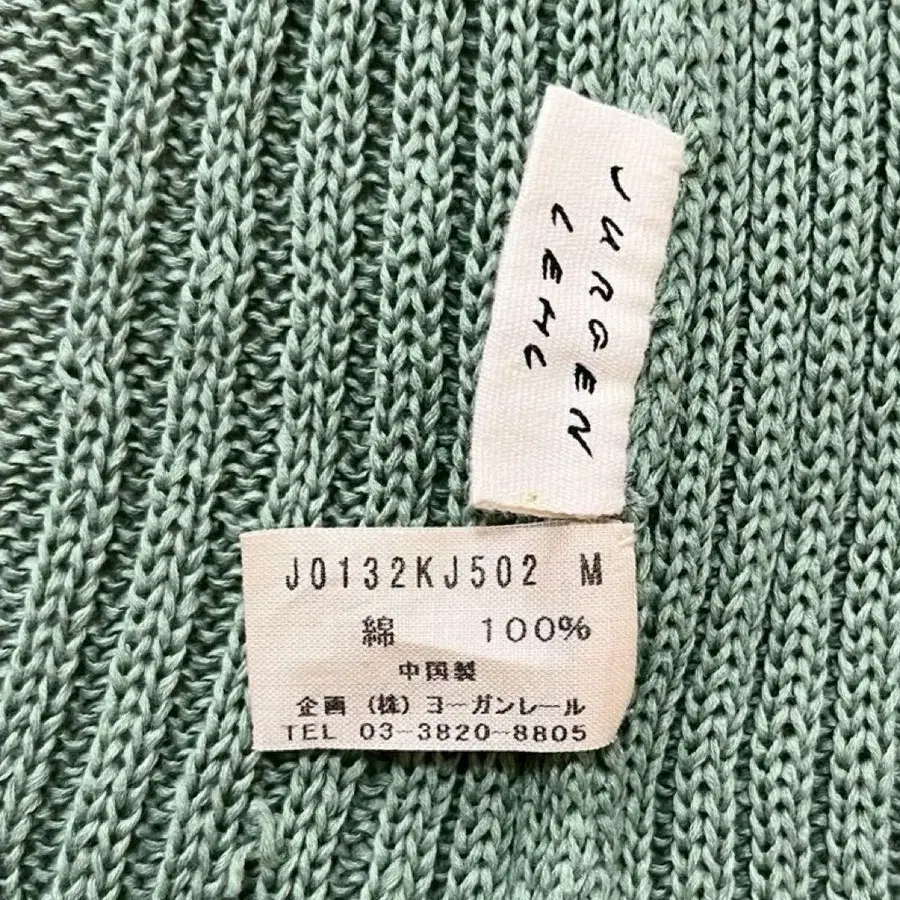 JURGEN
LEHL
J0132KJ502 M
綿 100%
中国製
企画 (株) ヨーガンレール
TEL 03-3820-8805